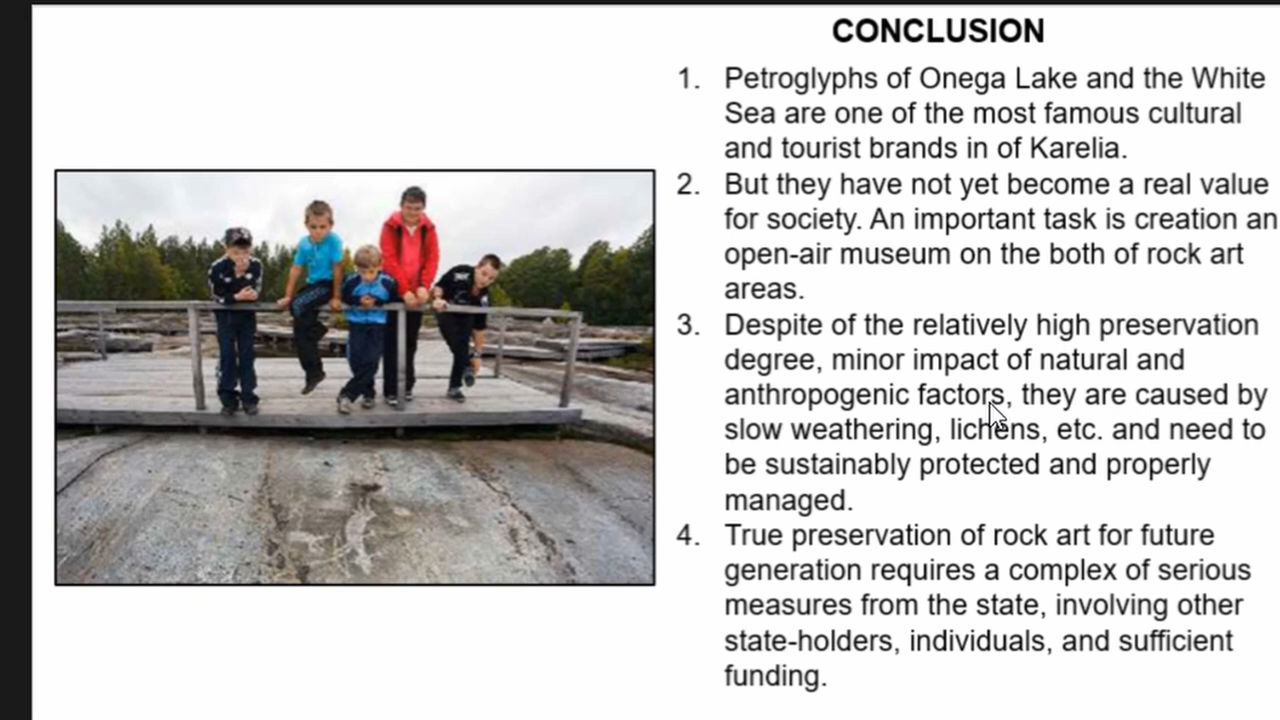 CONCLUSION
1. Petroglyphs of Onega Lake and the White
Sea are one of the most famous cultural
and tourist brands in of Karelia.
2. But they have not yet become a real value
for society. An important task is creation an
open-air museum on the both of rock art
areas.
3. Despite of the relatively high preservation
degree, minor impact of natural and
anthropogenic factors, they are caused by
slow weathering, lichens, etc. and need to
be sustainably protected and properly
managed.
4. True preservation of rock art for future
generation requires a complex of serious
measures from the state, involving other
state-holders, individuals, and sufficient
funding.